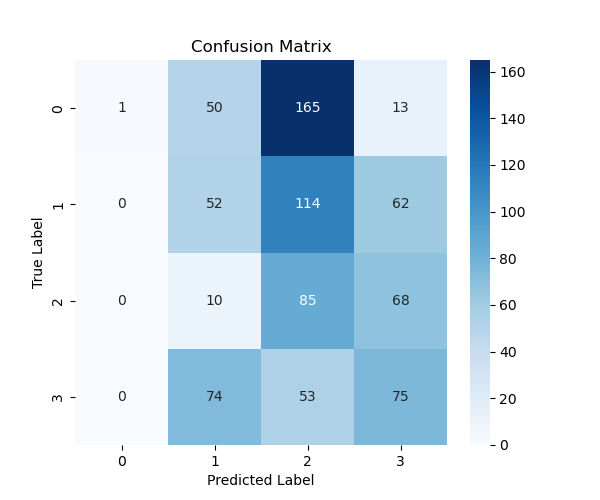 Confusion Matrix
0 1 50 165 13
1 0 52 114 62
2 0 10 85 68
3 0 74 53 75
0 1 2 3
True Label
Predicted Label
160
140
120
100
80
60
40
20
0